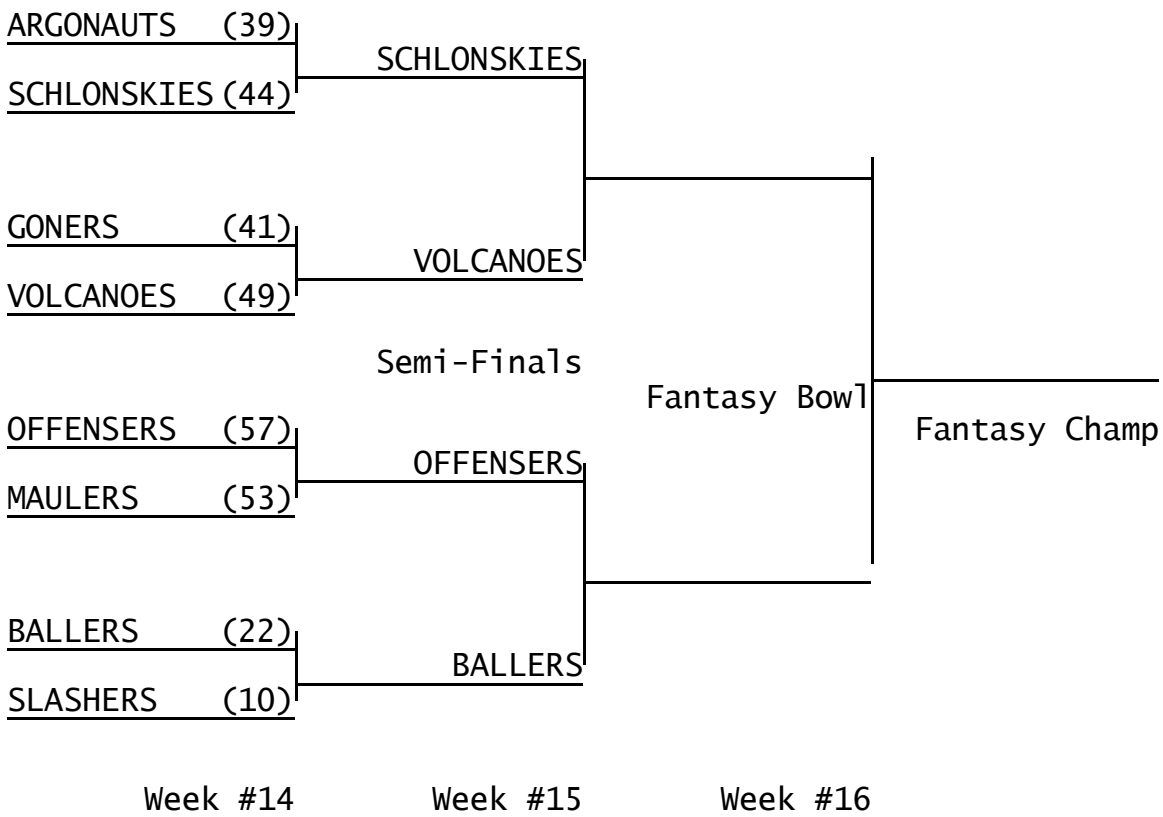 ARGONAUTS (39)
SCHLONSKIES
SCHLONSKIES (44)
GONERS (41)
VOLCANOES
VOLCANOES (49)
Semi-Finals
Fantasy Bowl
OFFENSERS (57)
Fantasy Champ
OFFENSERS
MAULERS (53)
BALLERS (22)
BALLERS
SLASHERS (10)
Week #14 Week #15 Week #16